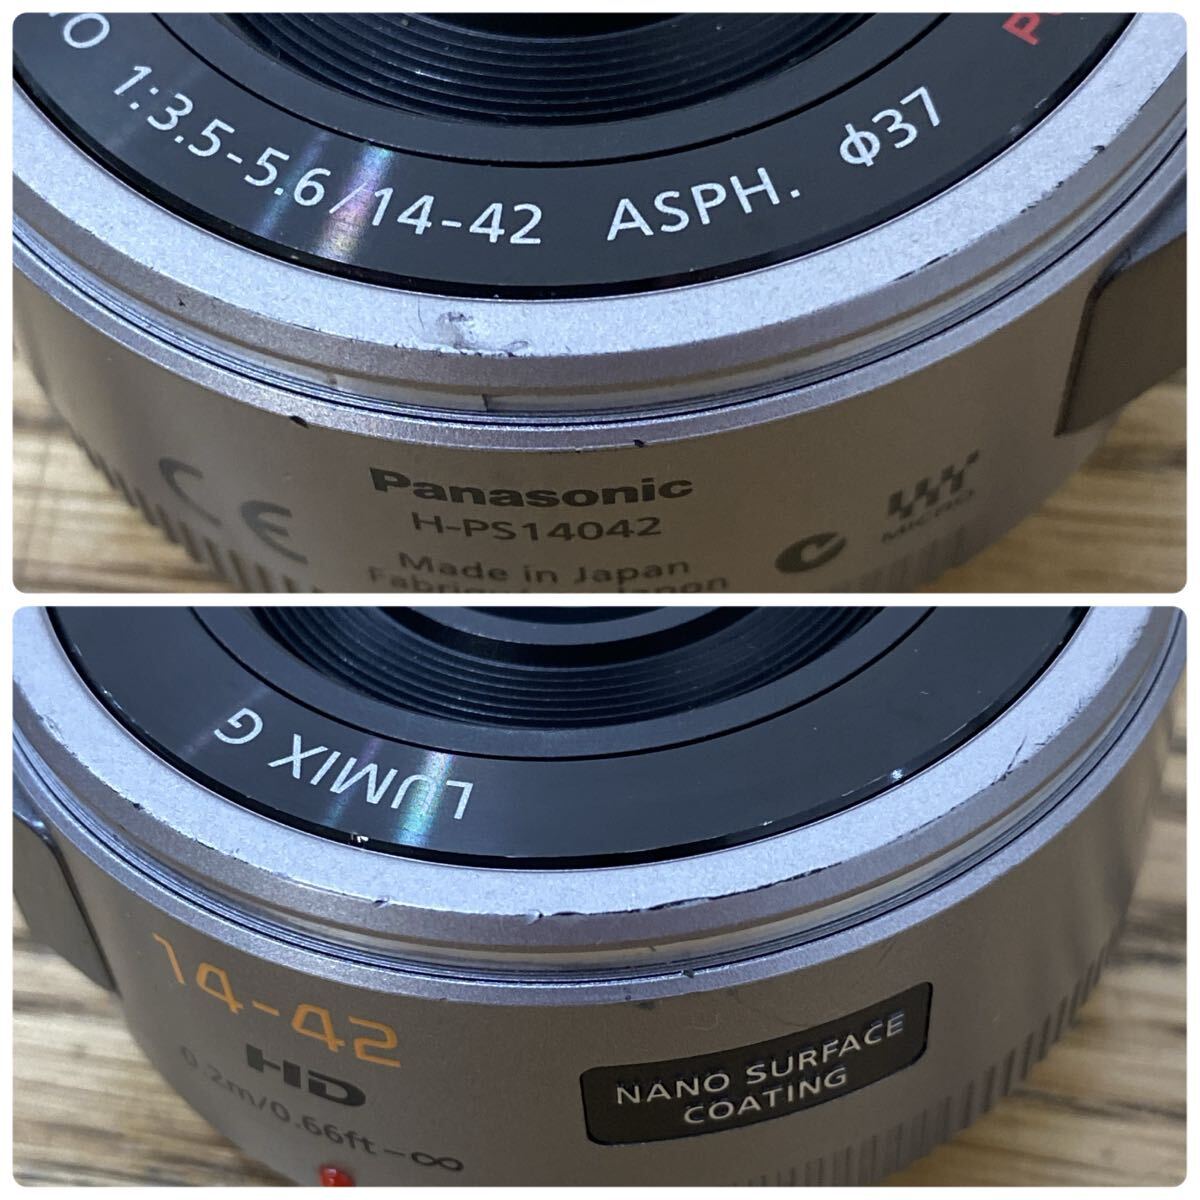 1:3.5-5.6/14-42 ASPH. ϕ37
CE
Panasonic
H-PS14042
Made in Japan
MICRO
LUMIX G
14-42
HD
0.2m/0.66ft-∞
NANO SURFACE
COATING